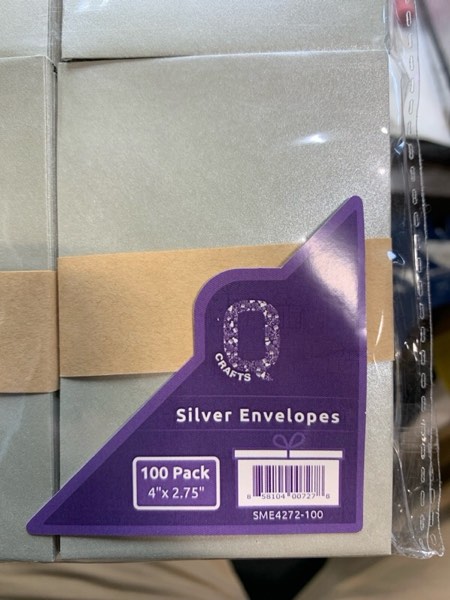 Q
CRAFTS
Silver Envelopes
100 Pack
4"x 2.75"
8 58104 00727 8
SME4272-100